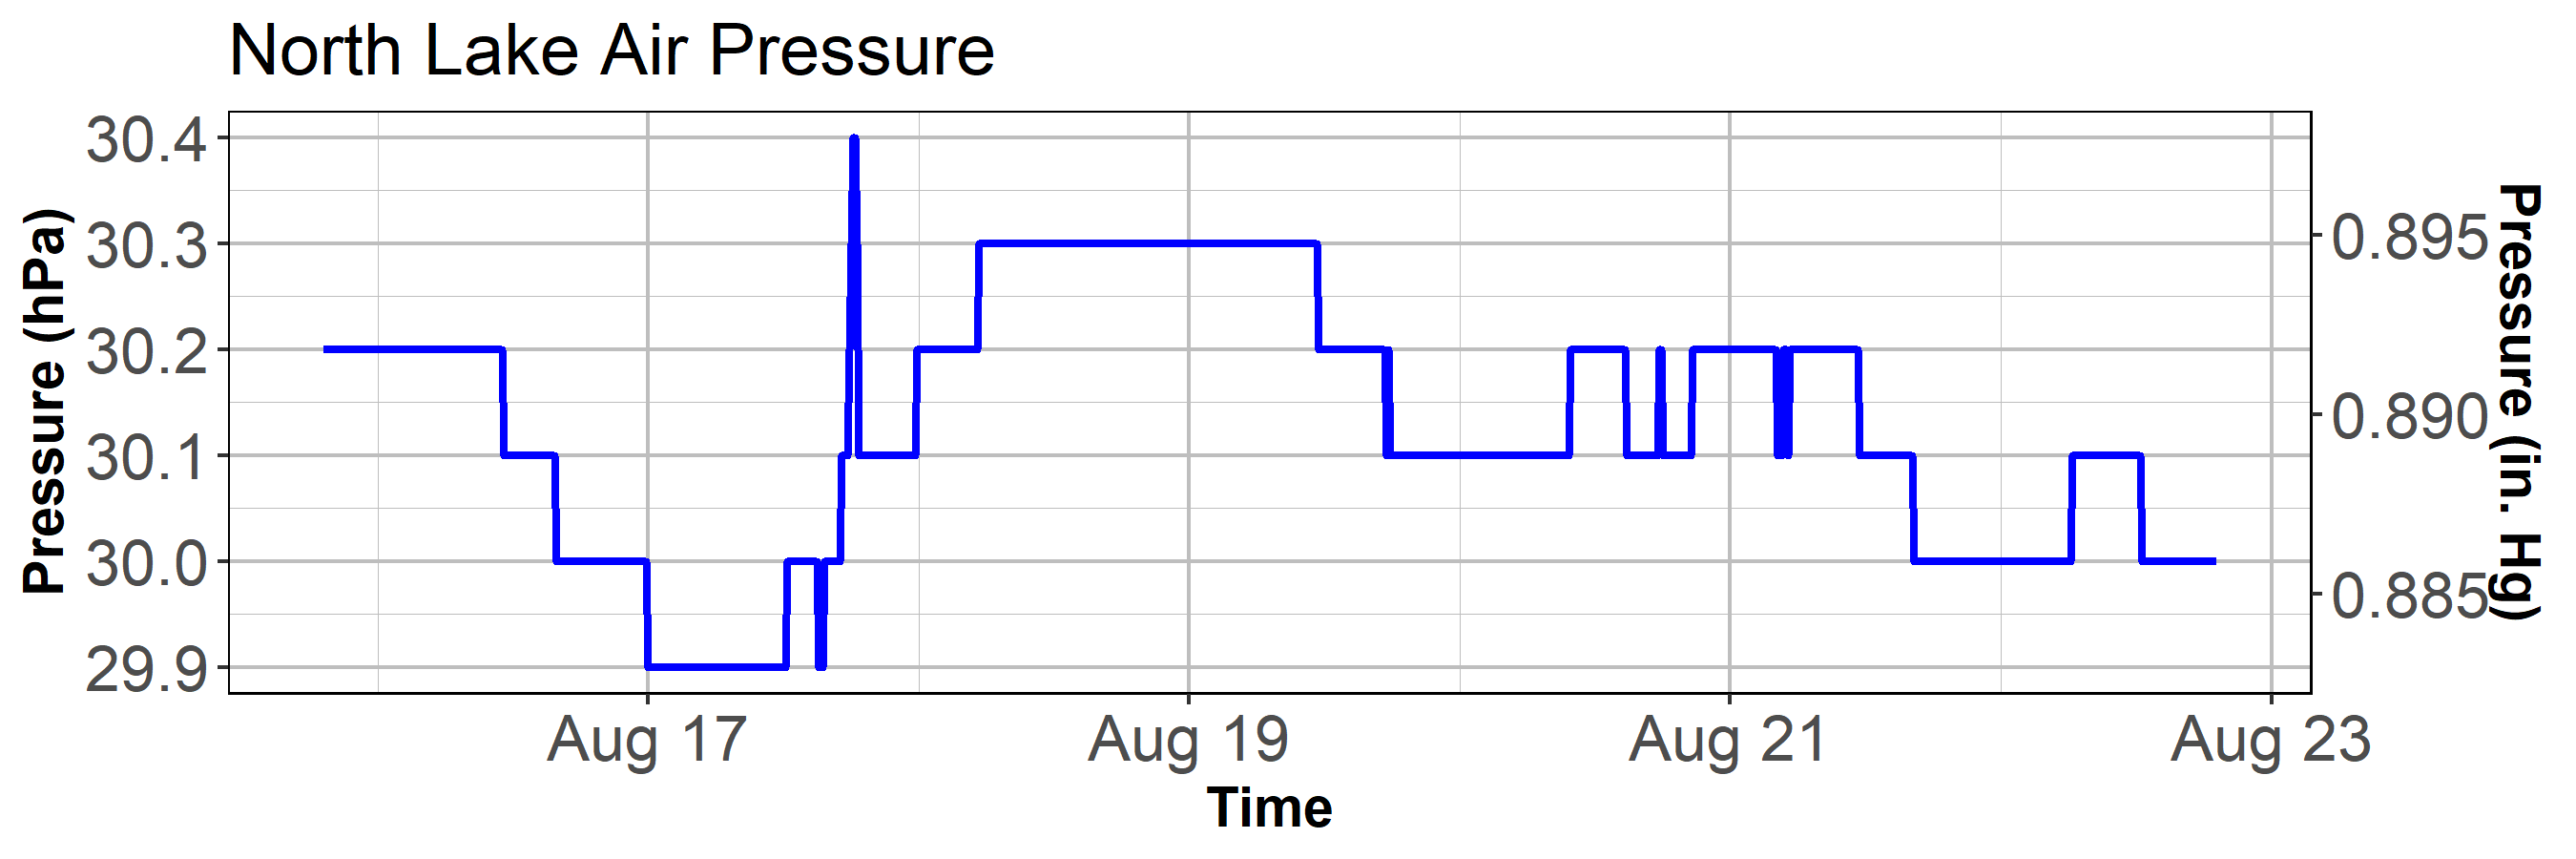 North Lake Air Pressure
Pressure (hPa)
30.4
30.3
30.2
30.1
30.0
29.9
0.895
0.890
0.885
Pressure (in. Hg)
Aug 17
Aug 19
Aug 21
Aug 23
Time